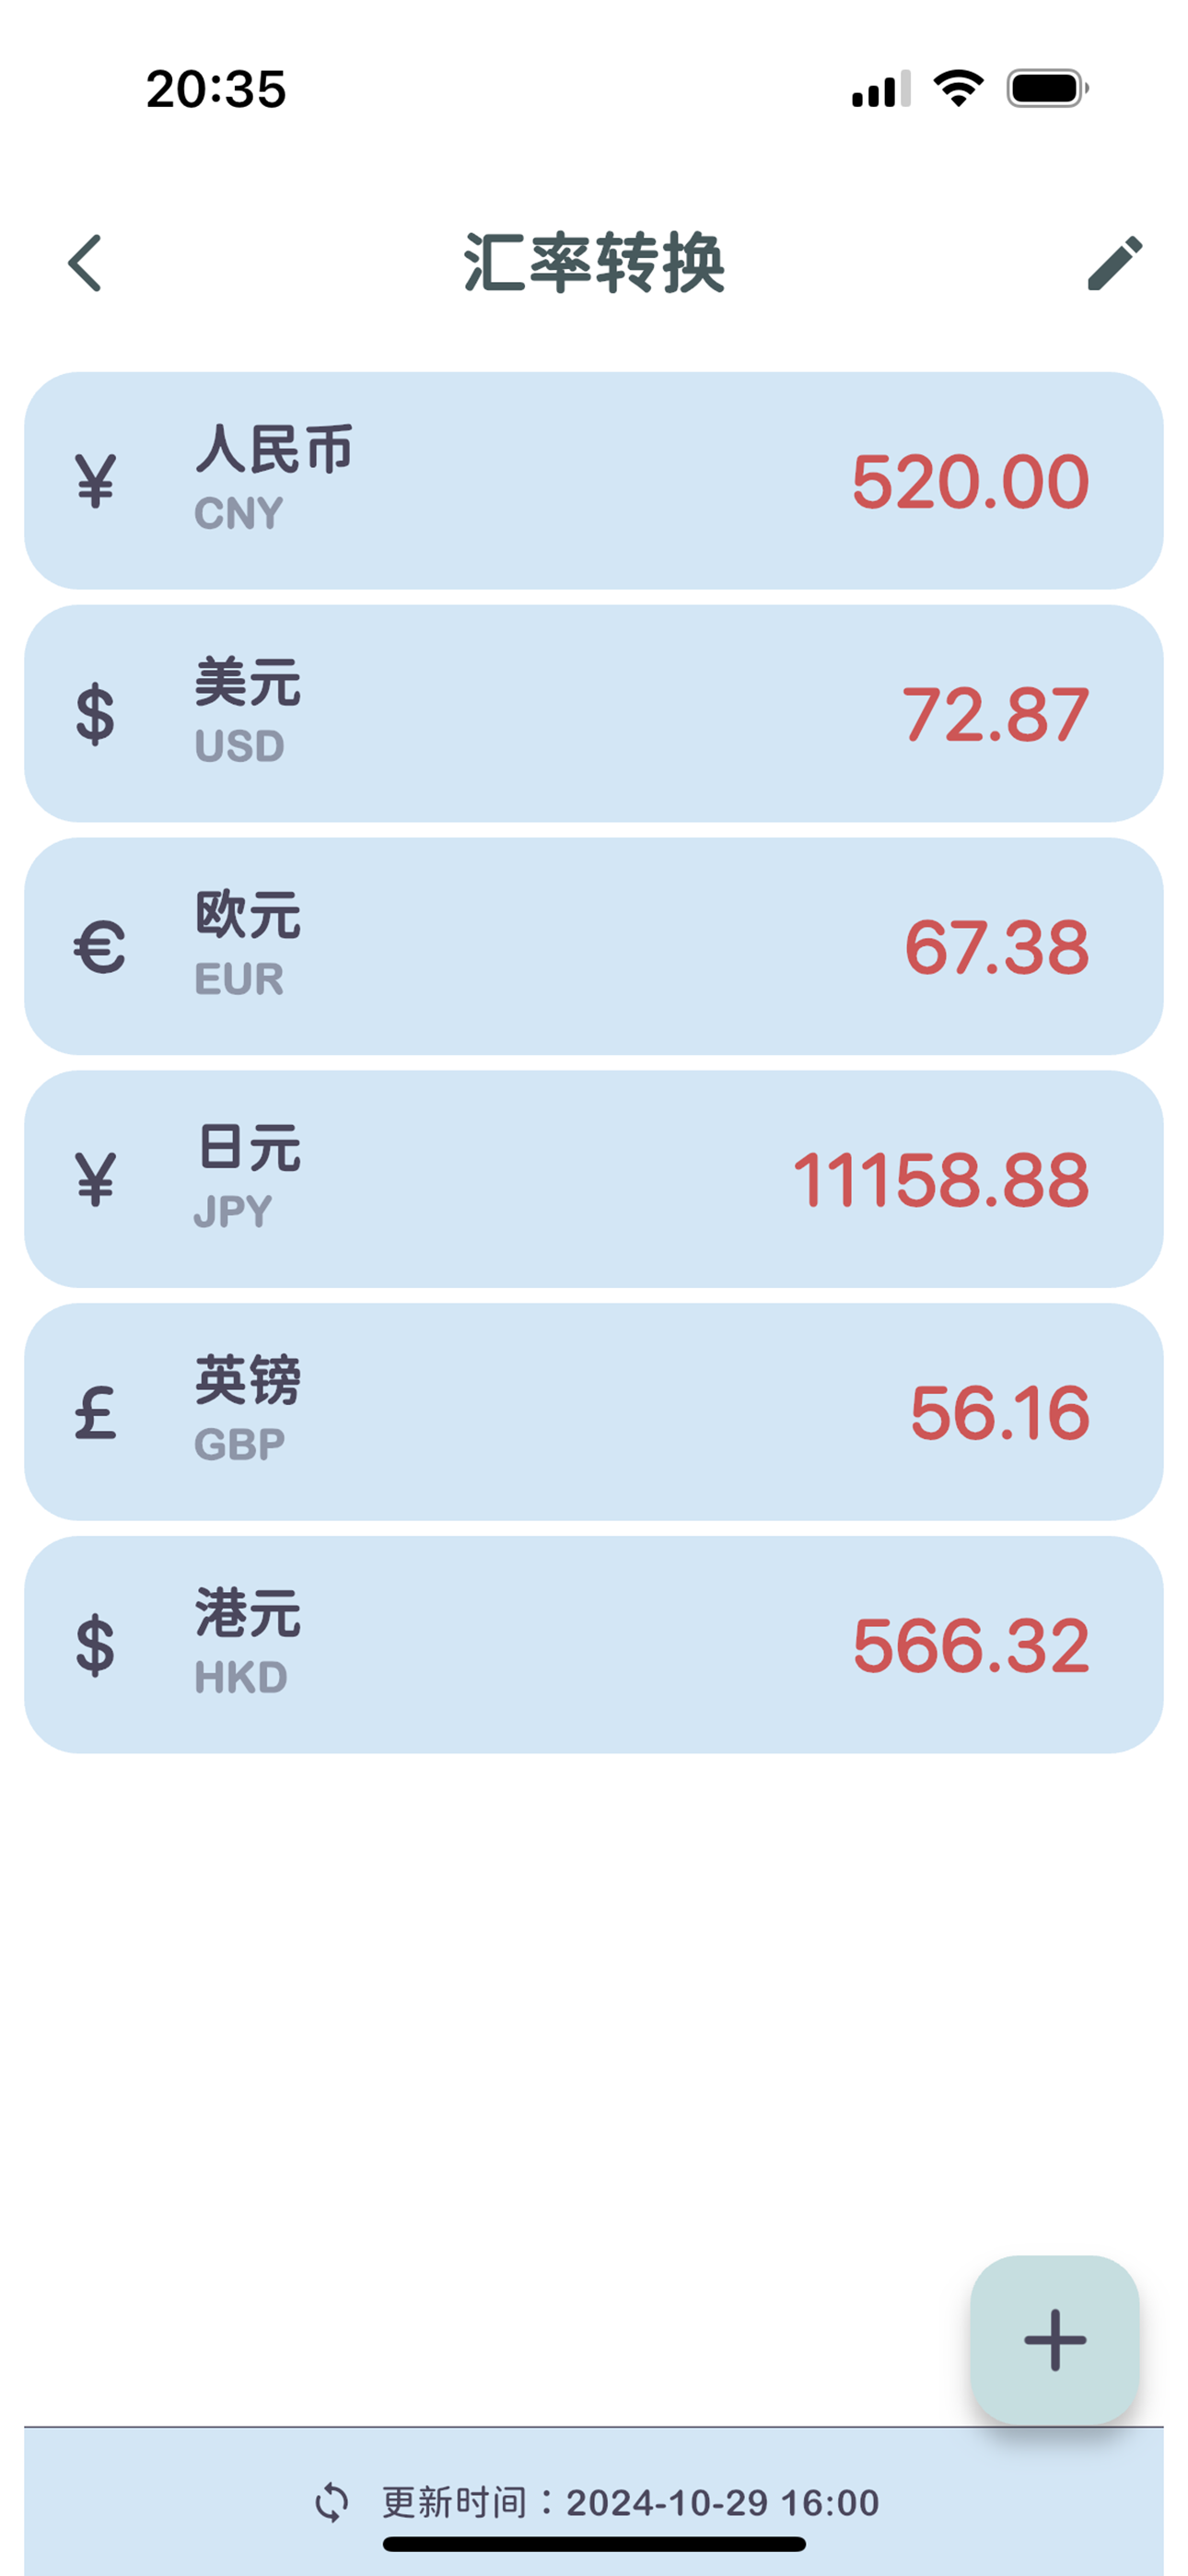 20:35
汇率转换
¥ 人民币 520.00
CNY
$ 美元 72.87
USD
€ 欧元 67.38
EUR
¥ 日元 11158.88
JPY
£ 英镑 56.16
GBP
$ 港元 566.32
HKD
更新时间：2024-10-29 16:00